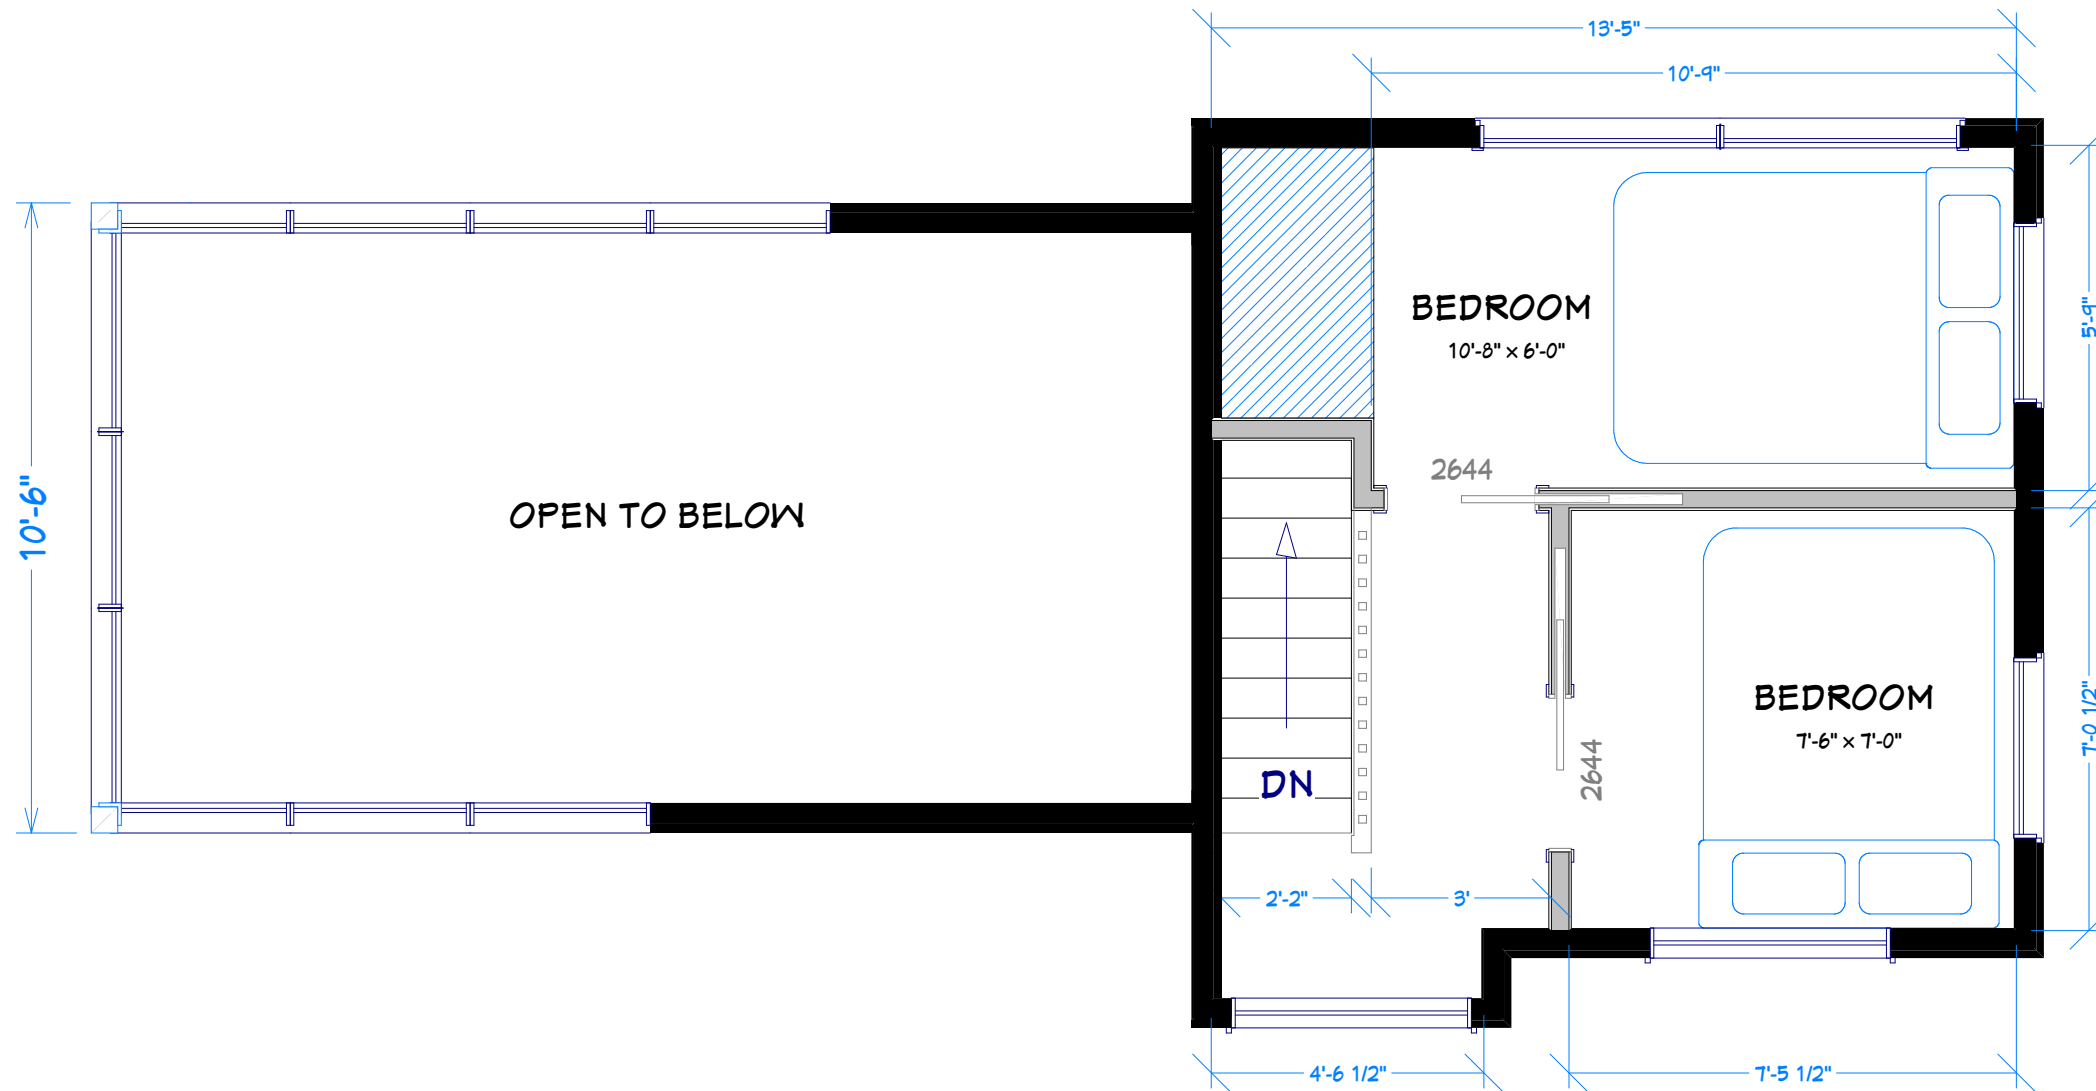 13'-5"
10'-9"
BEDROOM
10'-8" x 6'-0"
5'-9"
2644
10'-6"
OPEN TO BELOW
BEDROOM
7'-6" x 7'-0"
7'-0 1/2"
2644
DN
2'-2"
3'
4'-6 1/2"
7'-5 1/2"